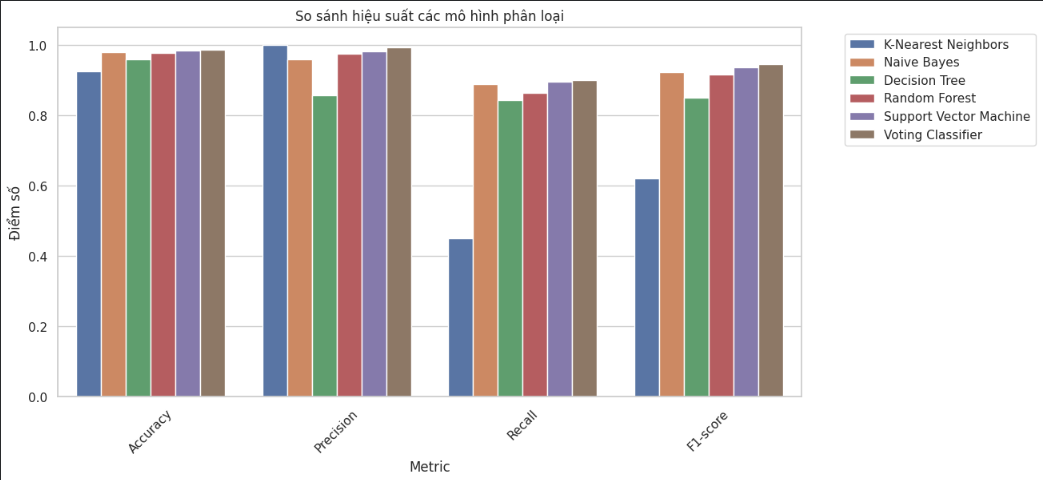 So sánh hiệu suất các mô hình phân loại
1.0
0.8
0.6
0.4
0.2
0.0
Điểm số
Accuracy
Precision
Recall
F1-score
Metric
K-Nearest Neighbors
Naive Bayes
Decision Tree
Random Forest
Support Vector Machine
Voting Classifier